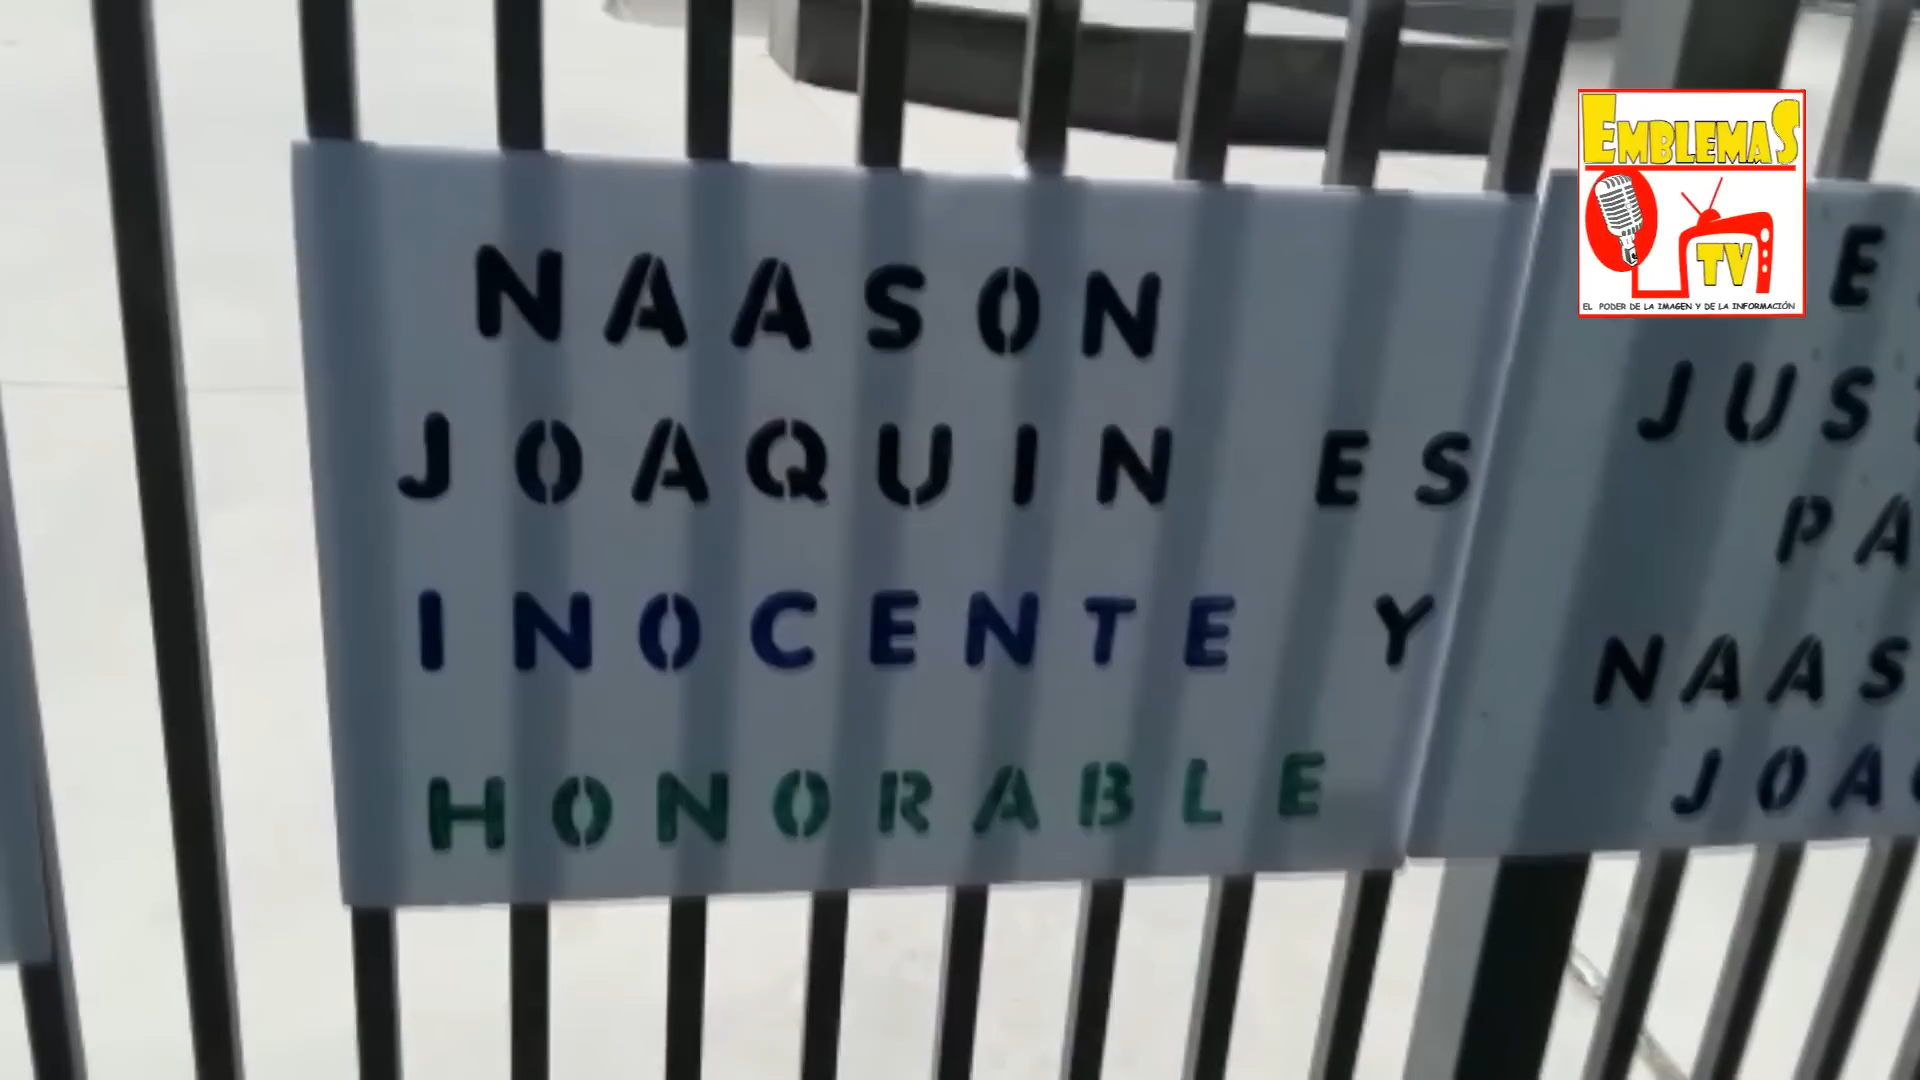 NAASON
JOAQUIN ES
INOCENTE Y
HONORABLE
EMBLEMAS
TV
EL PODER DE LA IMAGEN Y DE LA INFORMACIÓN